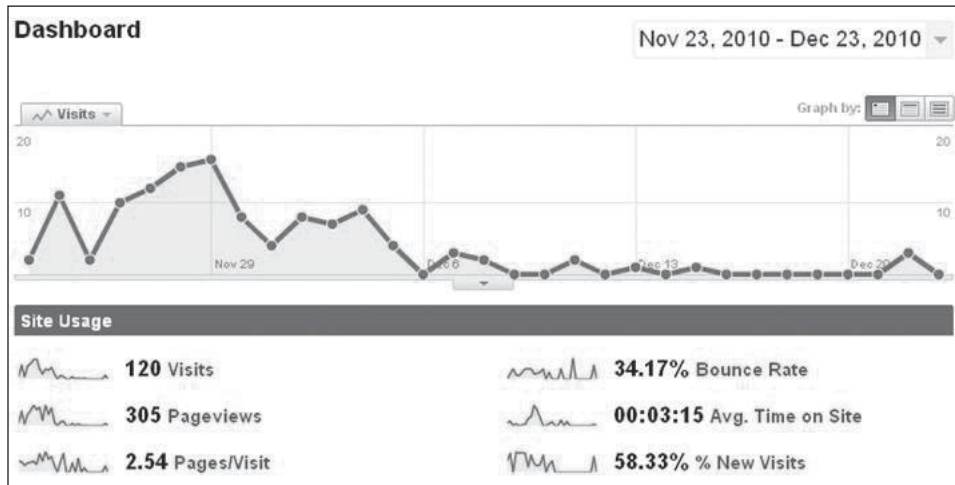 Dashboard
Nov 23, 2010 - Dec 23, 2010
Visits
Graph by:
20 20
10 10
Nov 29 Dec 6 Dec 13 Dec 20
Site Usage
120 Visits
34.17% Bounce Rate
305 Pageviews
00:03:15 Avg. Time on Site
2.54 Pages/Visit
58.33% % New Visits